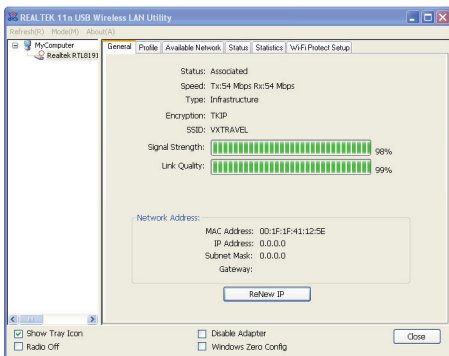 REALTEK 11n USB Wireless LAN Utility
Refresh(R) Mode(M) About(A)
MyComputer
Realtek RTL8191
General Profile Available Network Status Statistics Wi-Fi Protect Setup
Status: Associated
Speed: Tx:54 Mbps Rx:54 Mbps
Type: Infrastructure
Encryption: TKIP
SSID: VXTRAVEL
Signal Strength: 98%
Link Quality: 99%
Network Address:
MAC Address: 00:1F:1F:41:12:5E
IP Address: 0.0.0.0
Subnet Mask: 0.0.0.0
Gateway:
ReNew IP
Show Tray Icon Disable Adapter
Radio Off Windows Zero Config
Close